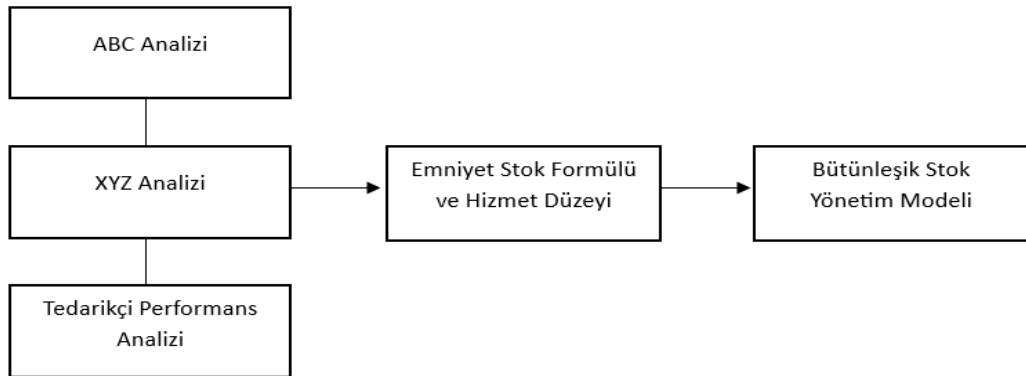 ABC Analizi
XYZ Analizi
Tedarikçi Performans
Analizi
Emniyet Stok Formülü
ve Hizmet Düzeyi
Bütünleşik Stok
Yönetim Modeli